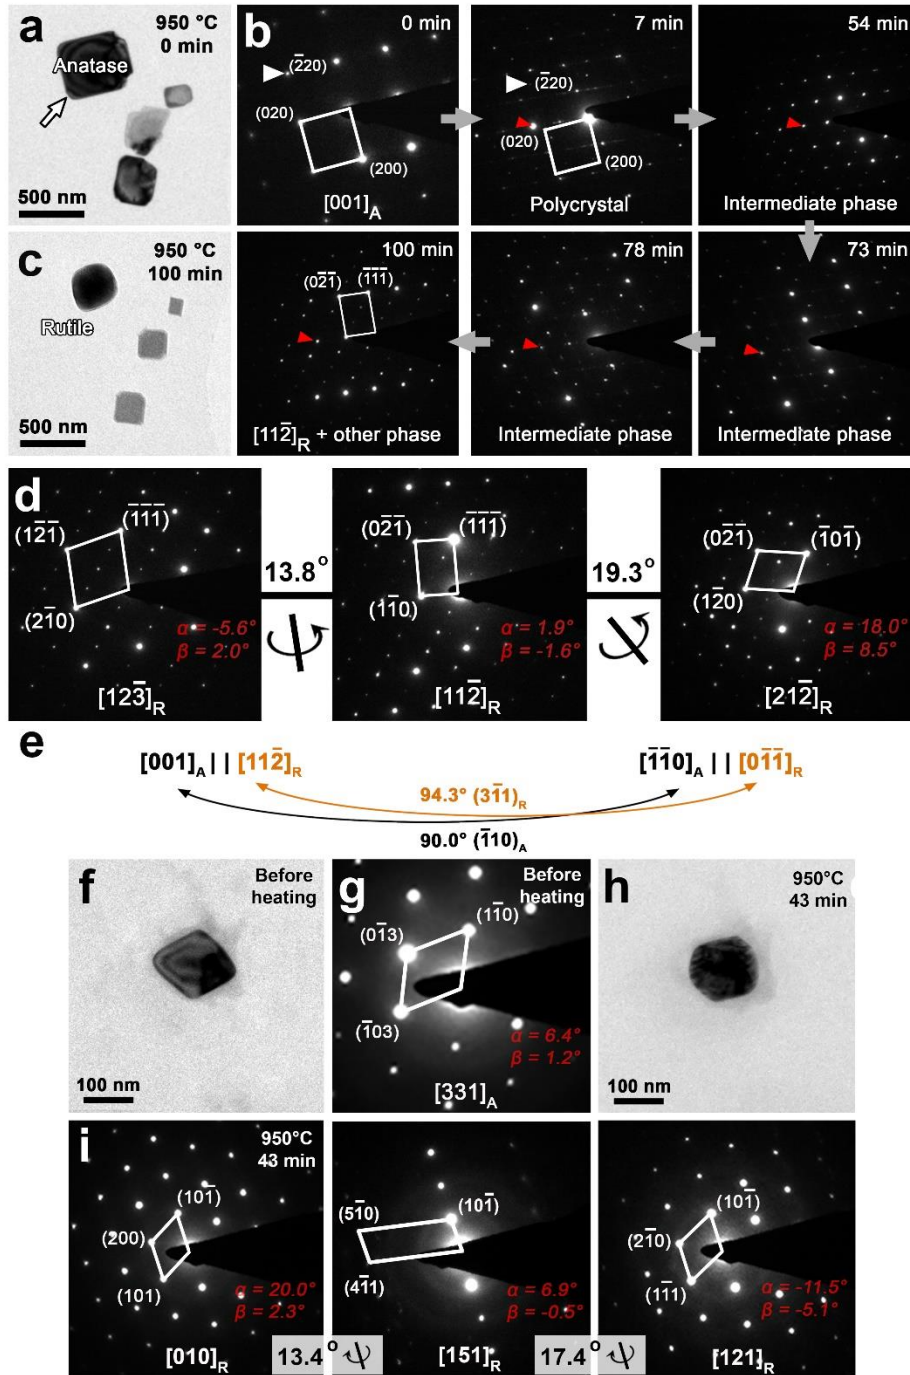 a
950 °C
0 min
Anatase
500 nm
b
0 min
(2̅20)
(020)
(200)
[001]A
7 min
(2̅20)
(020)
(200)
Polycrystal
54 min
Intermediate phase
c
950 °C
100 min
Rutile
500 nm
100 min
(02̅1̅)
(1̅1̅1̅)
[112̅]R + other phase
78 min
Intermediate phase
73 min
Intermediate phase
d
(12̅1̅)
(1̅1̅1̅)
(21̅0)
α = -5.6°
β = 2.0°
[123̅]R
13.8°
(02̅1̅)
(1̅1̅1̅)
(11̅0)
α = 1.9°
β = -1.6°
[112̅]R
19.3°
(02̅1̅)
(1̅01̅)
(12̅0)
α = 18.0°
β = 8.5°
[212̅]R
e
[001]A || [112̅]R
[1̅1̅0]A || [01̅1̅]R
94.3° (31̅1)R
90.0° (1̅10)A
f
Before
heating
100 nm
g
Before
heating
(11̅0)
(01̅3)
(1̅03)
α = 6.4°
β = 1.2°
[331]A
h
950°C
43 min
100 nm
i
950°C
43 min
(101̅)
(200)
(101)
α = 20.0°
β = 2.3°
[010]R
13.4°
(101̅)
(51̅0)
(41̅1)
α = 6.9°
β = -0.5°
[151]R
17.4°
(101̅)
(21̅0)
(11̅1)
α = -11.5°
β = -5.1°
[121]R